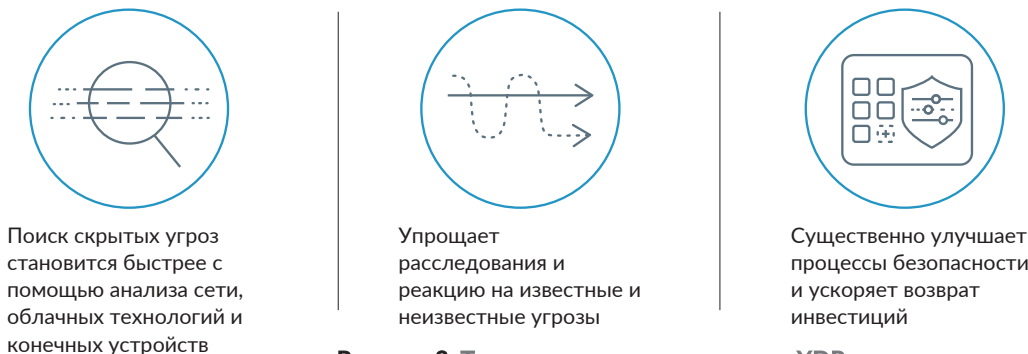 Поиск скрытых угроз
становится быстрее с
помощью анализа сети,
облачных технологий и
конечных устройств
Упрощает
расследования и
реакцию на известные и
неизвестные угрозы
Существенно улучшает
процессы безопасности
и ускоряет возврат
инвестиций